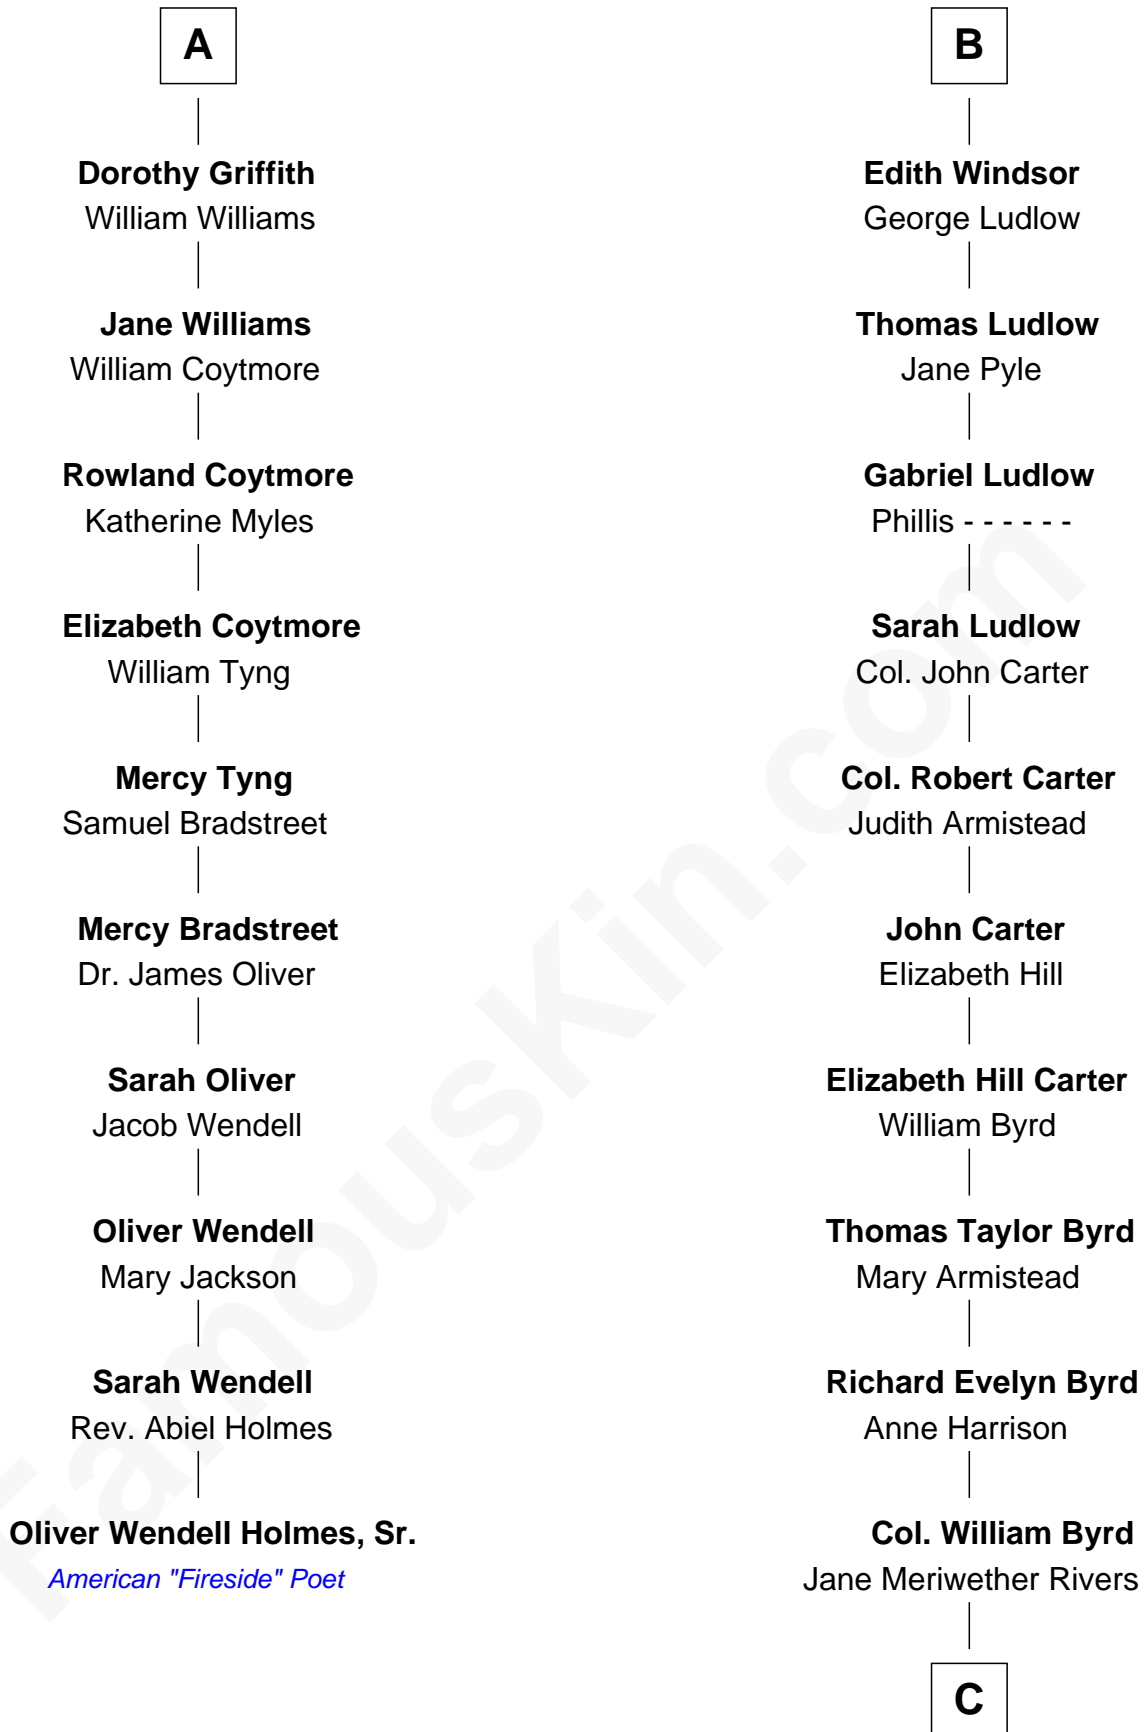 A
Dorothy Griffith
William Williams
Jane Williams
William Coytmore
Rowland Coytmore
Katherine Myles
Elizabeth Coytmore
William Tyng
Mercy Tyng
Samuel Bradstreet
Mercy Bradstreet
Dr. James Oliver
Sarah Oliver
Jacob Wendell
Oliver Wendell
Mary Jackson
Sarah Wendell
Rev. Abiel Holmes
Oliver Wendell Holmes, Sr.
American "Fireside" Poet
B
Edith Windsor
George Ludlow
Thomas Ludlow
Jane Pyle
Gabriel Ludlow
Phillis - - - - - -
Sarah Ludlow
Col. John Carter
Col. Robert Carter
Judith Armistead
John Carter
Elizabeth Hill
Elizabeth Hill Carter
William Byrd
Thomas Taylor Byrd
Mary Armistead
Richard Evelyn Byrd
Anne Harrison
Col. William Byrd
Jane Meriwether Rivers
C
FamousKin.com